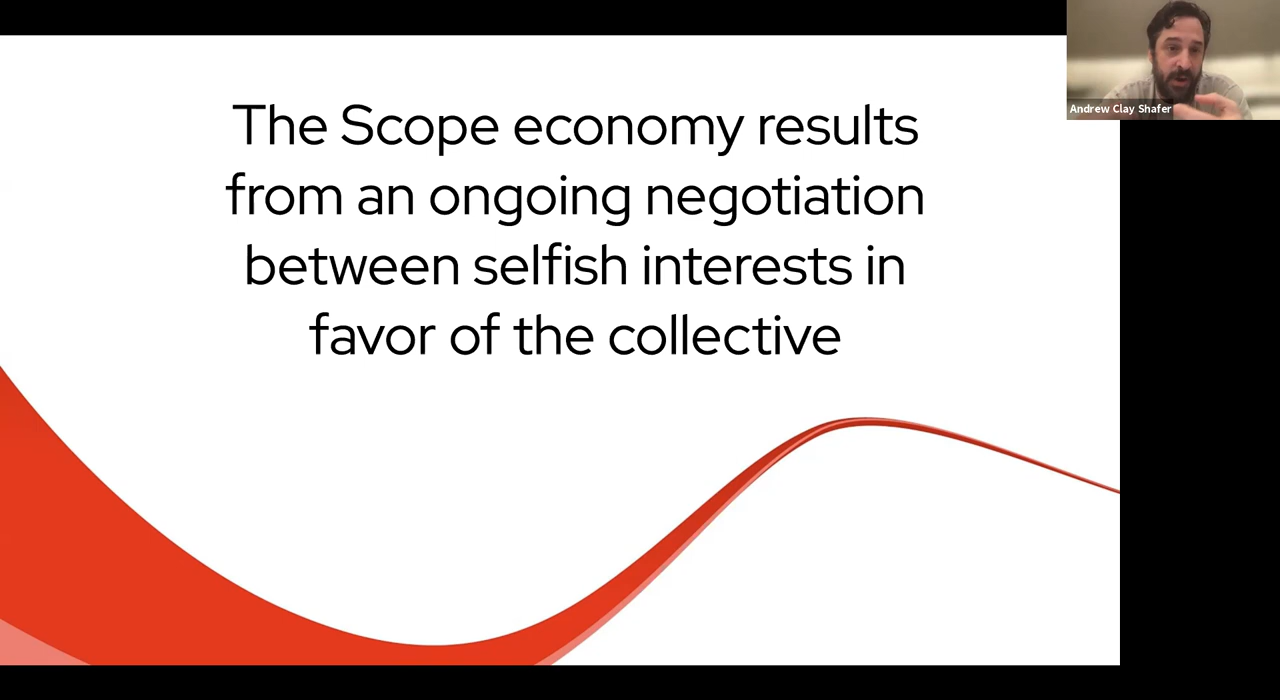 The Scope economy results
from an ongoing negotiation
between selfish interests in
favor of the collective
Andrew Clay Shafer